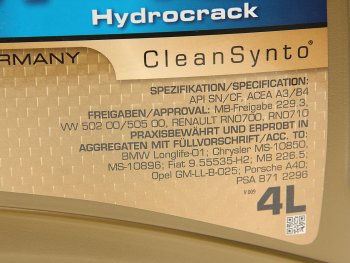 Hydrocrack
ERMANY
CleanSynto®
SPEZIFIKATION/SPECIFICATION:
API SN/CF, ACEA A3/B4
FREIGABEN/APPROVAL: MB-Freigabe 229.3,
VW 502 00/505 00, RENAULT RN0700, RN0710
PRAXISBEWÄHRT UND ERPROBT IN
AGGREGATEN MIT FÜLLVORSCHRIFT/ACC. TO:
BMW Longlife-01; Chrysler MS-10850,
MS-10896; Fiat 9.55535-H2; MB 226.5;
Opel GM-LL-B-025; Porsche A40;
PSA B71 2296
V 009
4L